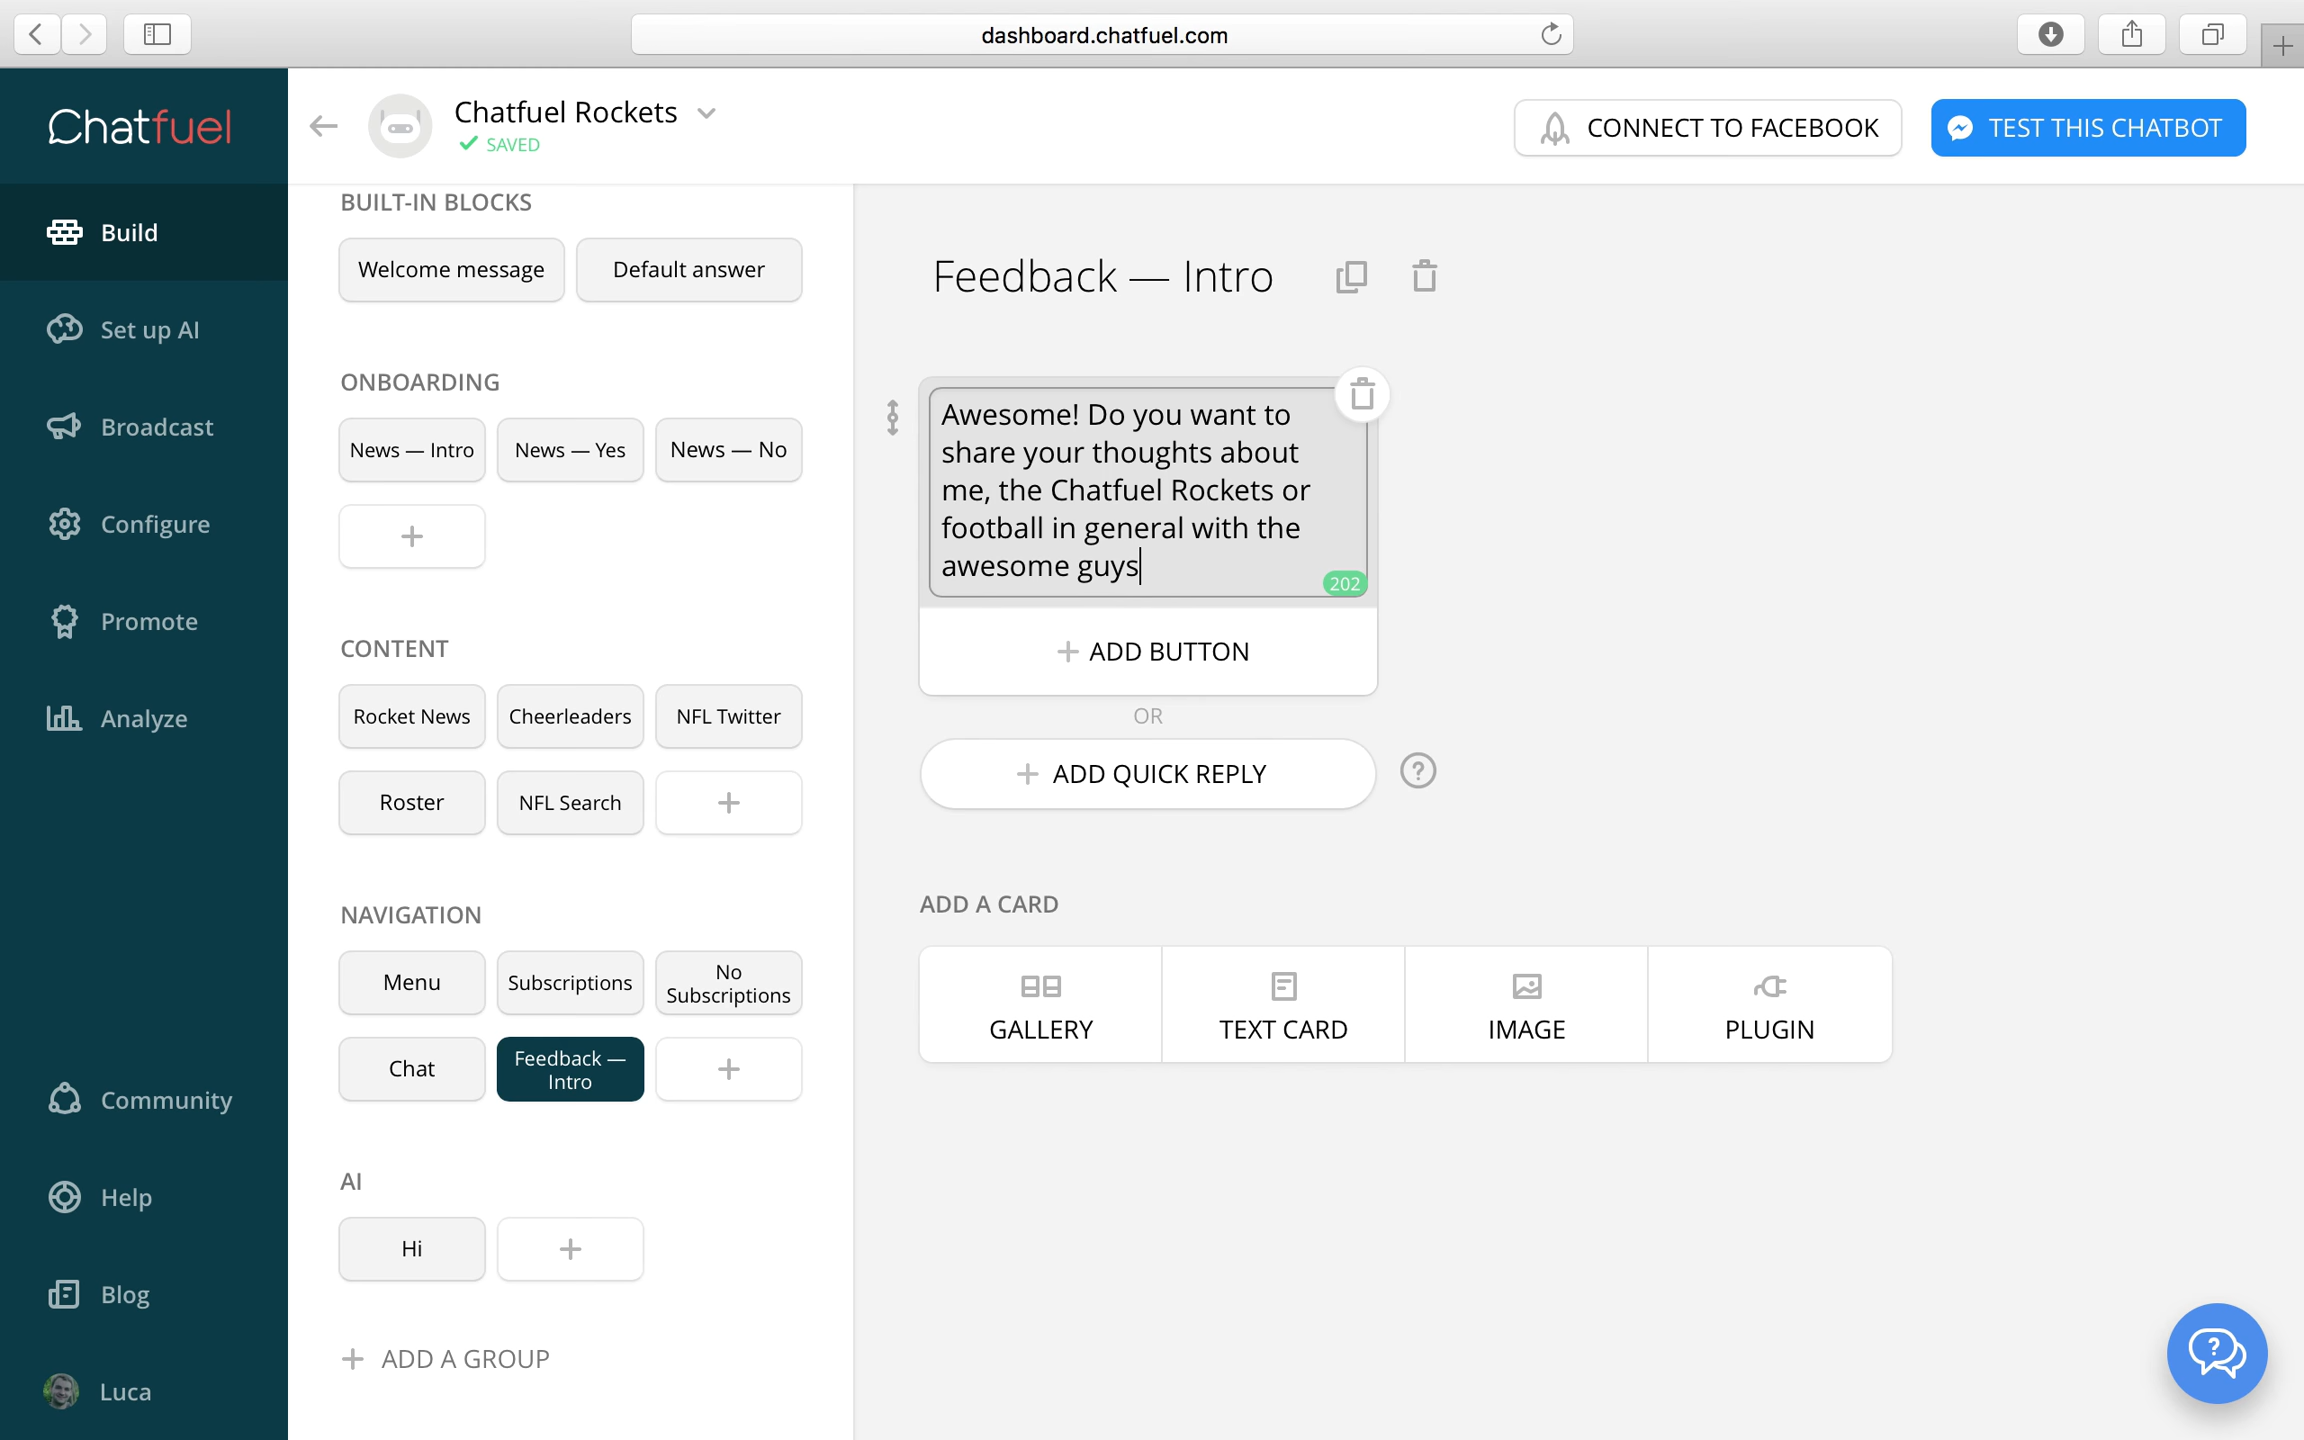 dashboard.chatfuel.com
Chatfuel
Chatfuel Rockets
SAVED
CONNECT TO FACEBOOK
TEST THIS CHATBOT
Build
Set up AI
Broadcast
Configure
Promote
Analyze
Community
Help
Blog
Luca
BUILT-IN BLOCKS
Welcome message
Default answer
ONBOARDING
News — Intro
News — Yes
News — No
CONTENT
Rocket News
Cheerleaders
NFL Twitter
Roster
NFL Search
NAVIGATION
Menu
Subscriptions
No
Subscriptions
Chat
Feedback —
Intro
AI
Hi
ADD A GROUP
Feedback — Intro
Awesome! Do you want to
share your thoughts about
me, the Chatfuel Rockets or
football in general with the
awesome guys
202
ADD BUTTON
OR
ADD QUICK REPLY
?
ADD A CARD
GALLERY
TEXT CARD
IMAGE
PLUGIN
?